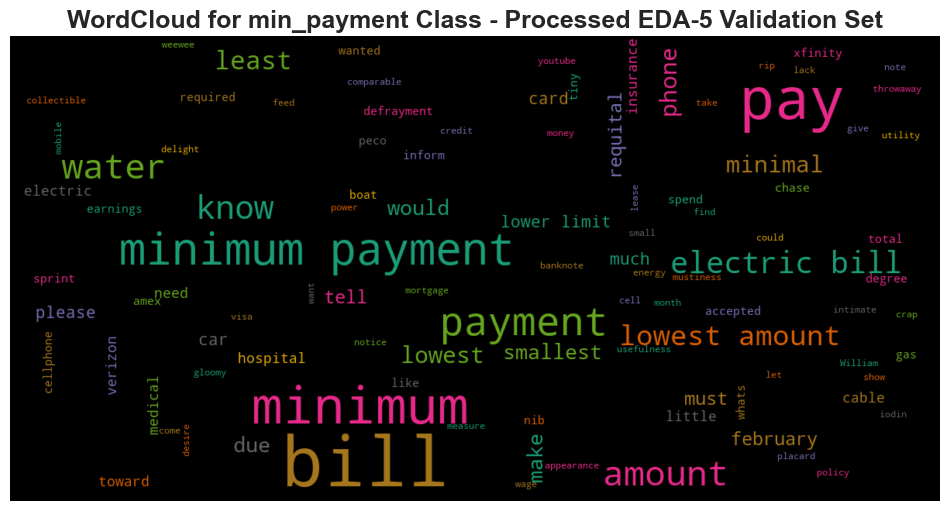 WordCloud for min_payment Class - Processed EDA-5 Validation Set
weewee
least
wanted
youtube
insurance
phone
xfinity
rip
lack
note
comparable
tiny
pay
throwaway
collectible
required
feed
defrayment
card
requital
take
mobile
credit
money
give
utility
delight
peco
inform
water
minimal
electric
boat
chase
earnings
know
power
would
lower limit
lease
spend
find
minimum payment
small
could
total
banknote
much
electric bill
energy
mustiness
degree
sprint
need
amex
want
tell
mortgage
cell
month
accepted
intimate
please
visa
payment
lowest amount
crap
cellphone
verizon
car
notice
hospital
lowest
smallest
usefulness
gas
gloomy
William
let
show
medical
like
must
whats
cable
minimum
little
iodin
nib
measure
come
desire
due
bill
make
february
placard
appearance
amount
policy
toward
wage